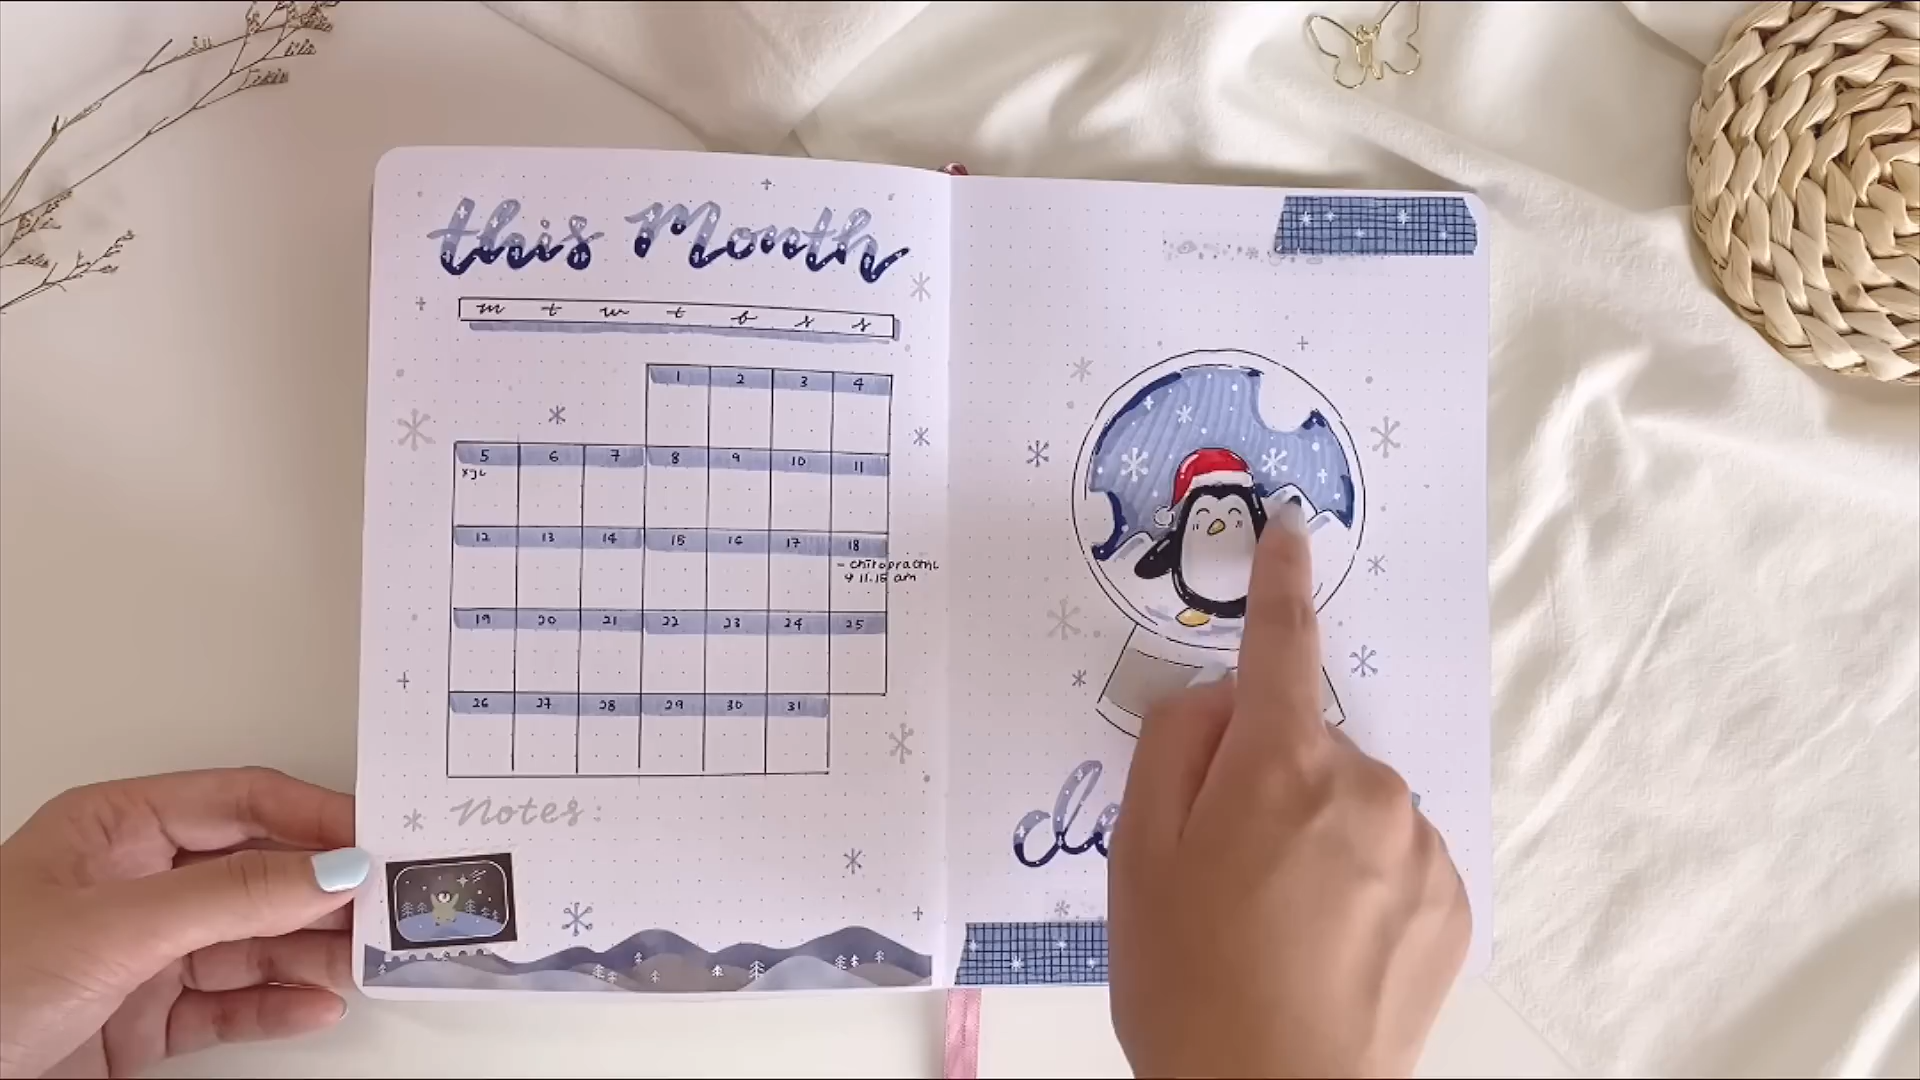 this Month
m t w t f s s
1 2 3 4
5 6 7 8 9 10 11
xyz
12 13 14 15 16 17 18
- chiropractic
11.15 am
19 20 21 22 23 24 25
26 27 28 29 30 31
Notes:
de